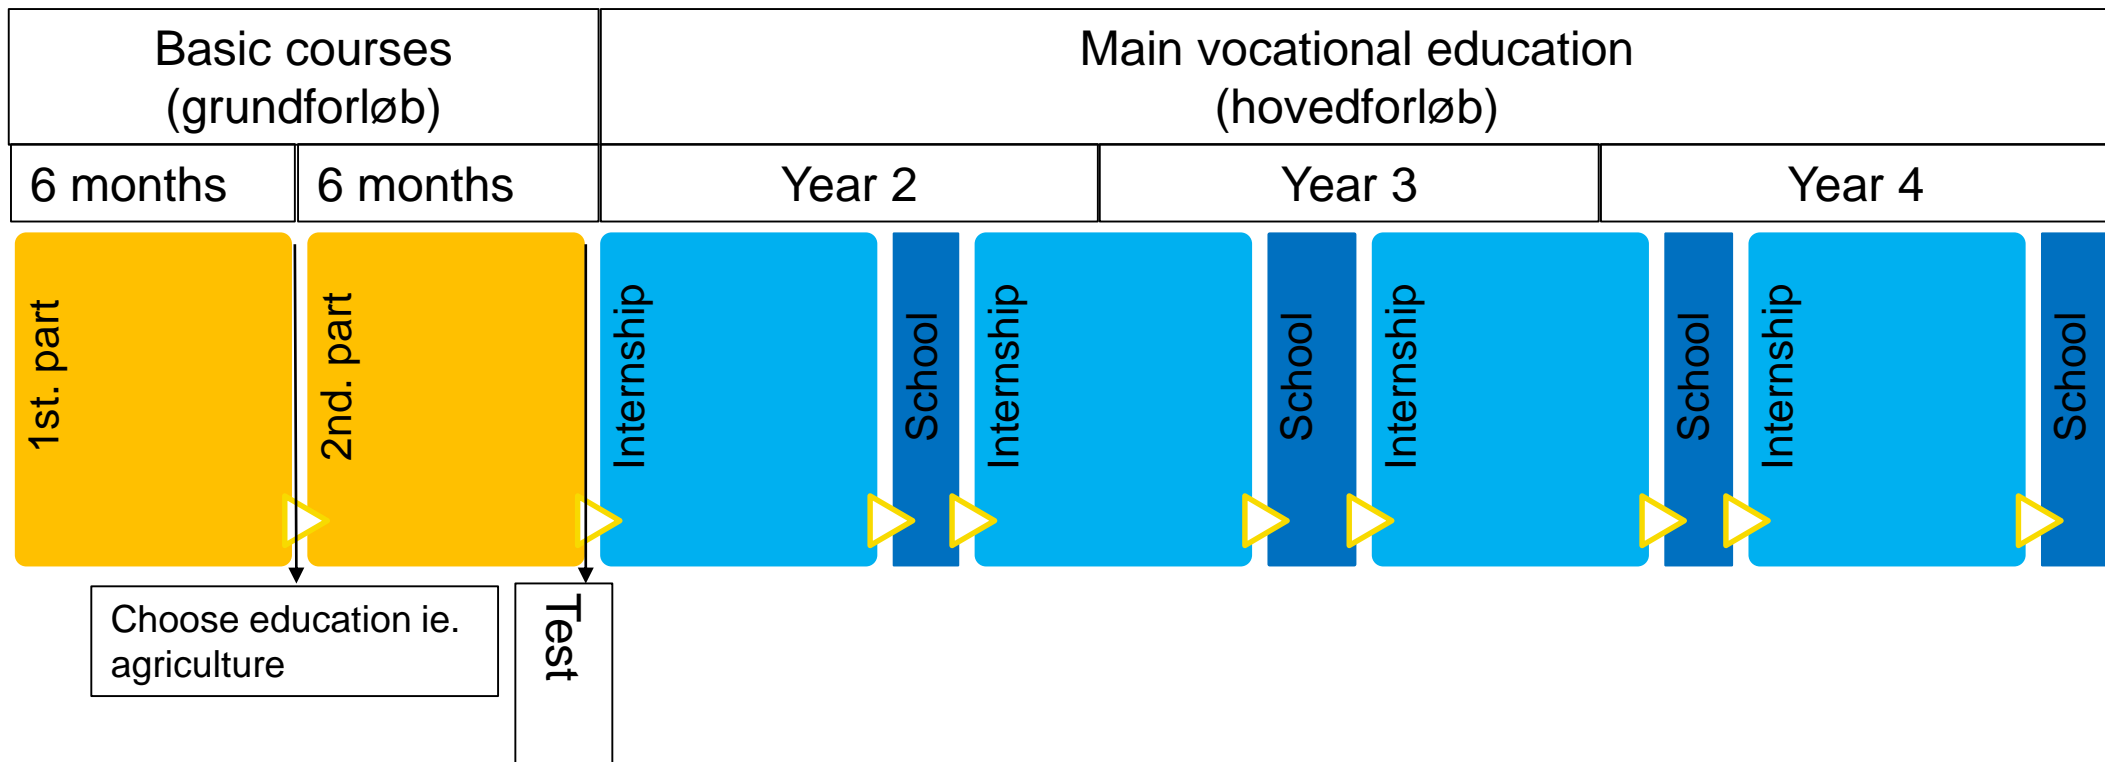 Basic courses
(grundforløb)
Main vocational education
(hovedforløb)
6 months
6 months
Year 2
Year 3
Year 4
1st. part
2nd. part
Internship
School
Internship
School
Internship
School
Internship
School
Choose education ie.
agriculture
Test